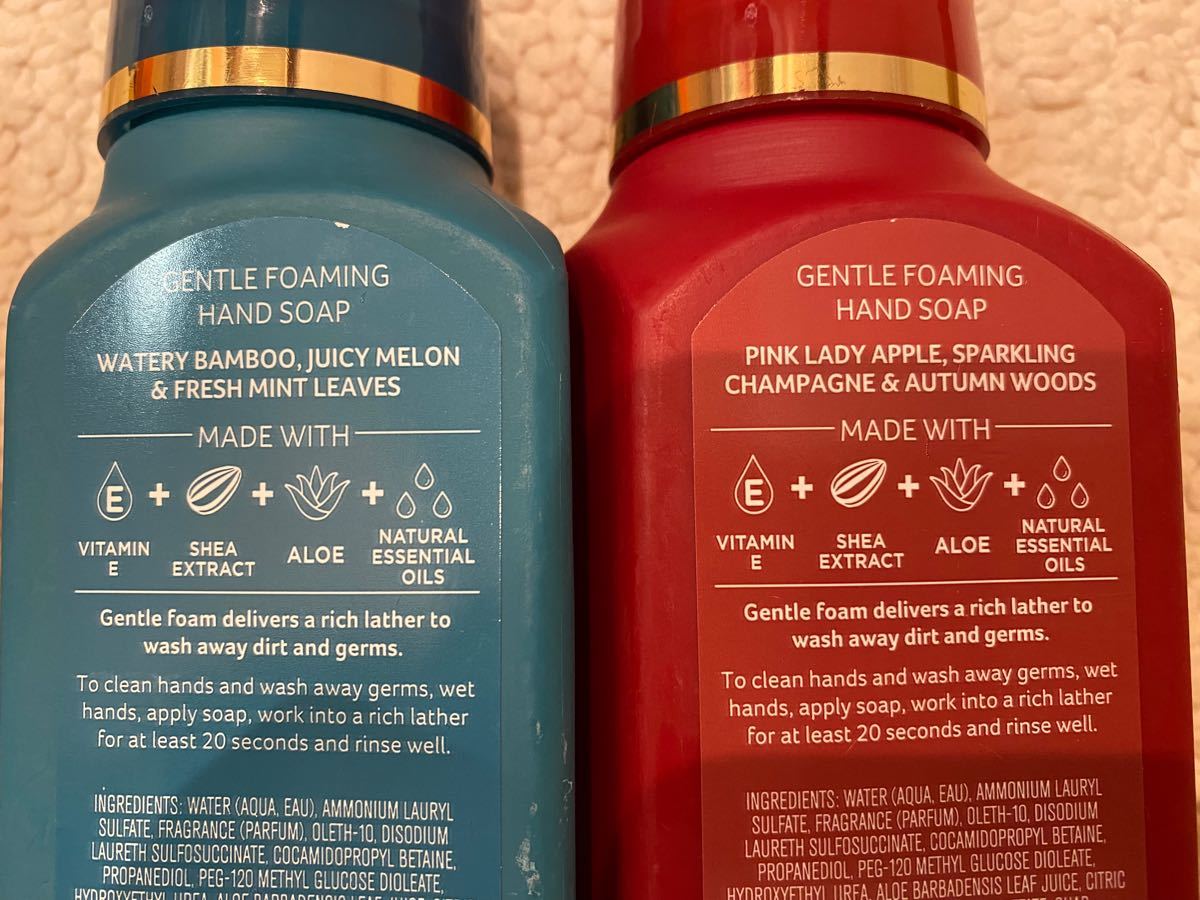 GENTLE FOAMING
HAND SOAP
WATERY BAMBOO, JUICY MELON
& FRESH MINT LEAVES
MADE WITH
E + + +
VITAMIN
E
SHEA
EXTRACT
ALOE
NATURAL
ESSENTIAL
OILS
Gentle foam delivers a rich lather to
wash away dirt and germs.
To clean hands and wash away germs, wet
hands, apply soap, work into a rich lather
for at least 20 seconds and rinse well.
INGREDIENTS: WATER (AQUA, EAU), AMMONIUM LAURYL
SULFATE, FRAGRANCE (PARFUM), OLETH-10, DISODIUM
LAURETH SULFOSUCCINATE, COCAMIDOPROPYL BETAINE,
PROPANEDIOL, PEG-120 METHYL GLUCOSE DIOLEATE,
HYDROXYETHYL UREA, ALOE BARBADENSIS LEAF JUICE,
GENTLE FOAMING
HAND SOAP
PINK LADY APPLE, SPARKLING
CHAMPAGNE & AUTUMN WOODS
MADE WITH
E + + +
VITAMIN
E
SHEA
EXTRACT
ALOE
NATURAL
ESSENTIAL
OILS
Gentle foam delivers a rich lather to
wash away dirt and germs.
To clean hands and wash away germs, wet
hands, apply soap, work into a rich lather
for at least 20 seconds and rinse well.
INGREDIENTS: WATER (AQUA, EAU), AMMONIUM LAURYL
SULFATE, FRAGRANCE (PARFUM), OLETH-10, DISODIUM
LAURETH SULFOSUCCINATE, COCAMIDOPROPYL BETAINE,
PROPANEDIOL, PEG-120 METHYL GLUCOSE DIOLEATE,
HYDROXYETHYL UREA, ALOE BARBADENSIS LEAF JUICE, CITRIC